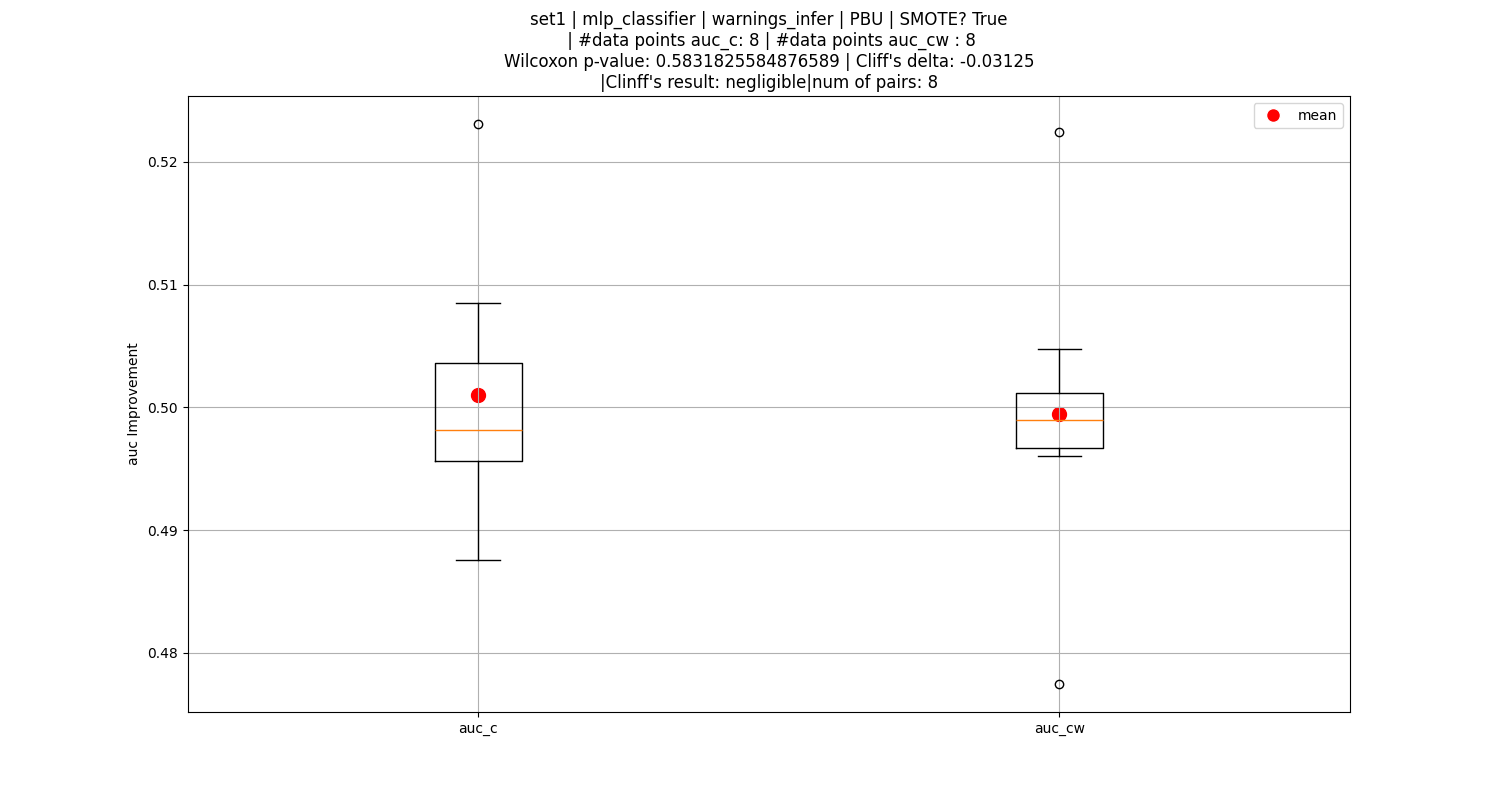 set1 | mlp_classifier | warnings_infer | PBU | SMOTE? True
| #data points auc_c: 8 | #data points auc_cw : 8
Wilcoxon p-value: 0.5831825584876589 | Cliff's delta: -0.03125
|Clinff's result: negligible|num of pairs: 8
mean
0.52
0.51
0.50
0.49
0.48
auc Improvement
auc_c
auc_cw